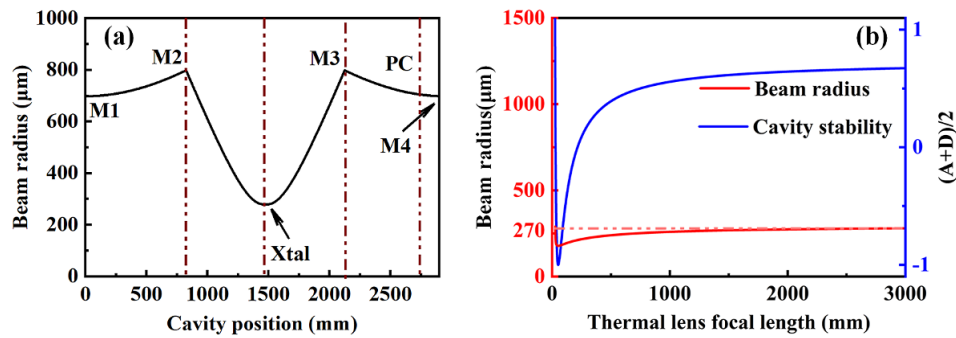 (a)
Beam radius(μm)
1000
800
600
400
200
0
M1
M2
M3
PC
M4
Xtal
0
500
1000
1500
2000
2500
Cavity position (mm)
(b)
Beam radius(μm)
1500
1150
500
270
0
Beam radius
Cavity stability
1
0
-1
(A+D)/2
0
1000
2000
3000
Thermal lens focal length (mm)